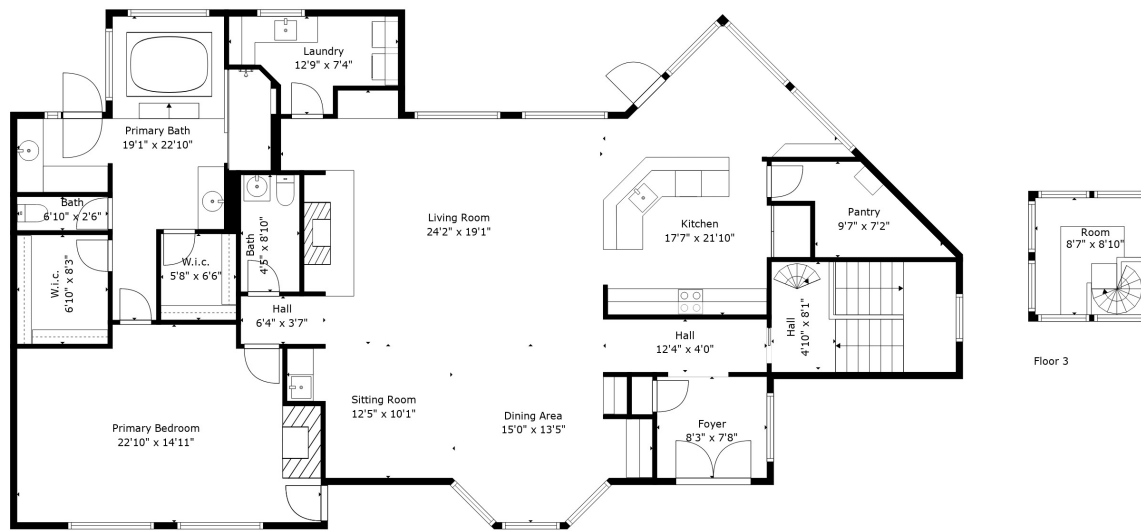 Laundry
12'9" x 7'4"
Primary Bath
19'1" x 22'10"
Bath
6'10" x 2'6"
W.i.c.
6'10" x 8'3"
W.i.c.
5'8" x 6'6"
Bath
4'5" x 8'10"
Hall
6'4" x 3'7"
Living Room
24'2" x 19'1"
Kitchen
17'7" x 21'10"
Pantry
9'7" x 7'2"
Hall
4'10" x 8'1"
Hall
12'4" x 4'0"
Sitting Room
12'5" x 10'1"
Dining Area
15'0" x 13'5"
Foyer
8'3" x 7'8"
Primary Bedroom
22'10" x 14'11"
Room
8'7" x 8'10"
Floor 3